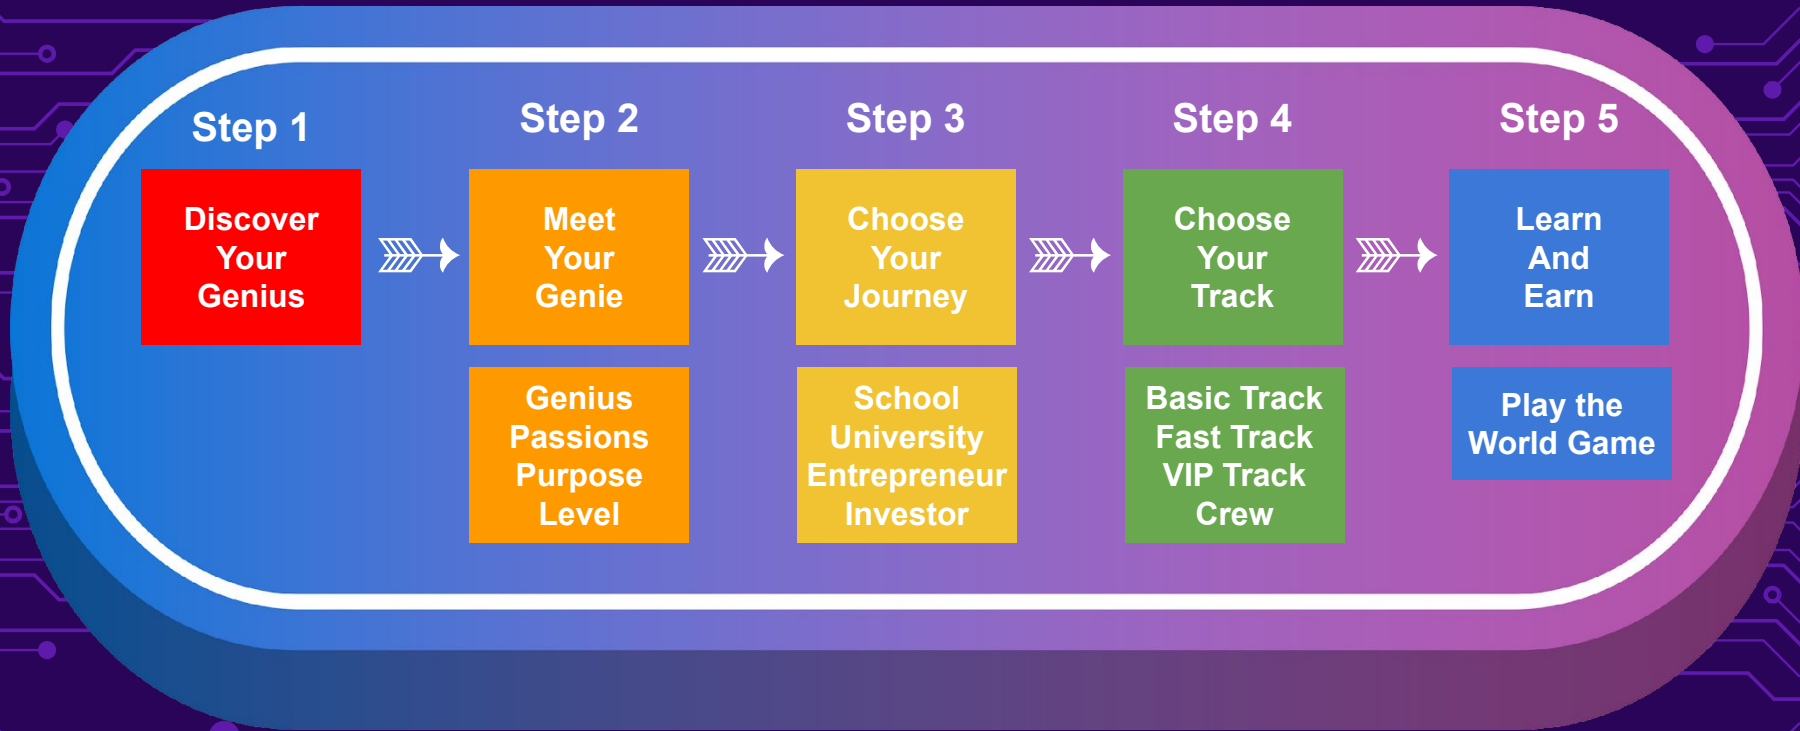 Step 1
Discover
Your
Genius
Step 2
Meet
Your
Genie
Genius
Passions
Purpose
Level
Step 3
Choose
Your
Journey
School
University
Entrepreneur
Investor
Step 4
Choose
Your
Track
Basic Track
Fast Track
VIP Track
Crew
Step 5
Learn
And
Earn
Play the
World Game